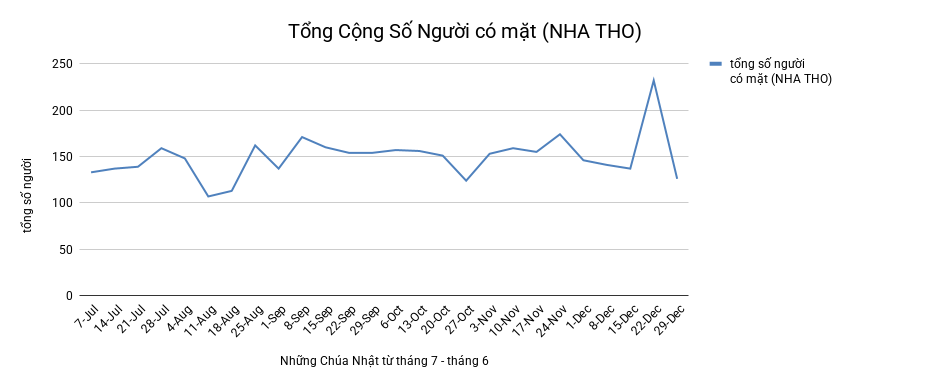 Tổng Cộng Số Người có mặt (NHA THO)
tổng số người
có mặt (NHA THO)
250
200
150
100
50
0
tổng số người
7-Jul
14-Jul
21-Jul
28-Jul
4-Aug
11-Aug
18-Aug
25-Aug
1-Sep
8-Sep
15-Sep
22-Sep
29-Sep
6-Oct
13-Oct
20-Oct
27-Oct
3-Nov
10-Nov
17-Nov
24-Nov
1-Dec
8-Dec
15-Dec
22-Dec
29-Dec
Những Chúa Nhật từ tháng 7 - tháng 6